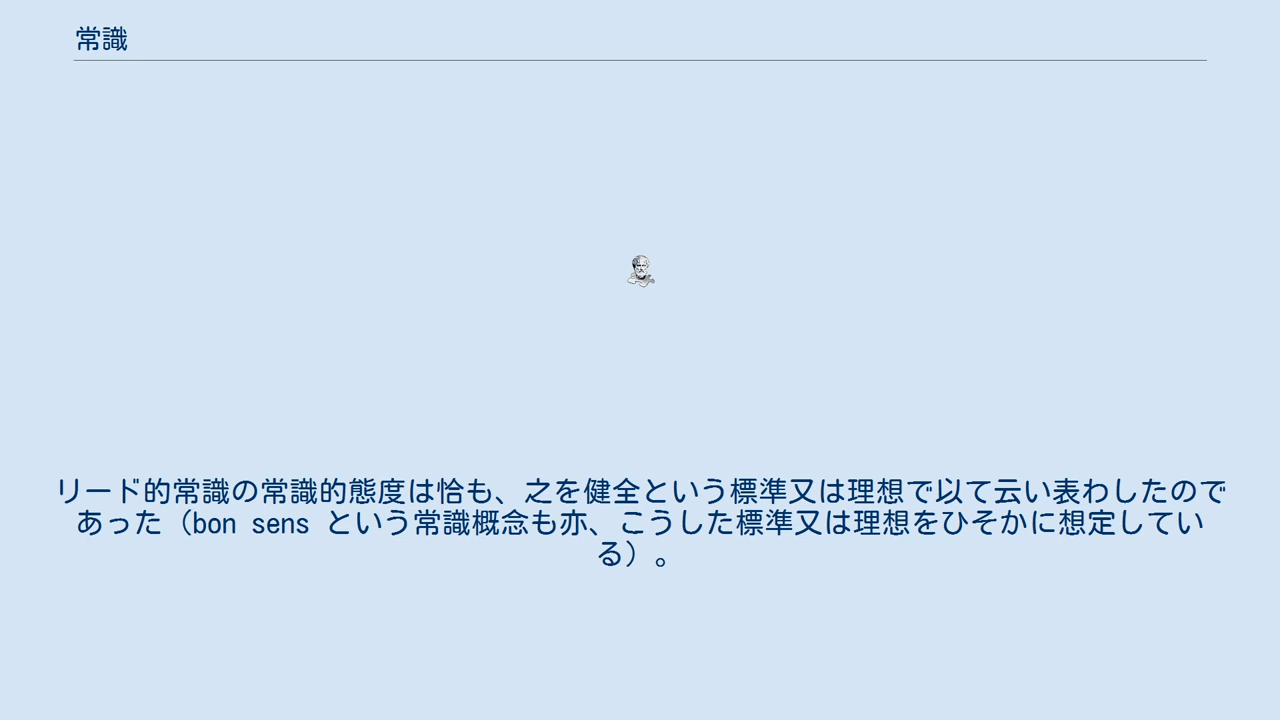 常識
リード的常識の常識的態度は恰も、之を健全という標準又は理想で以て云い表わしたので
あった（bon sens という常識概念も亦、こうした標準又は理想をひそかに想定してい
る）。